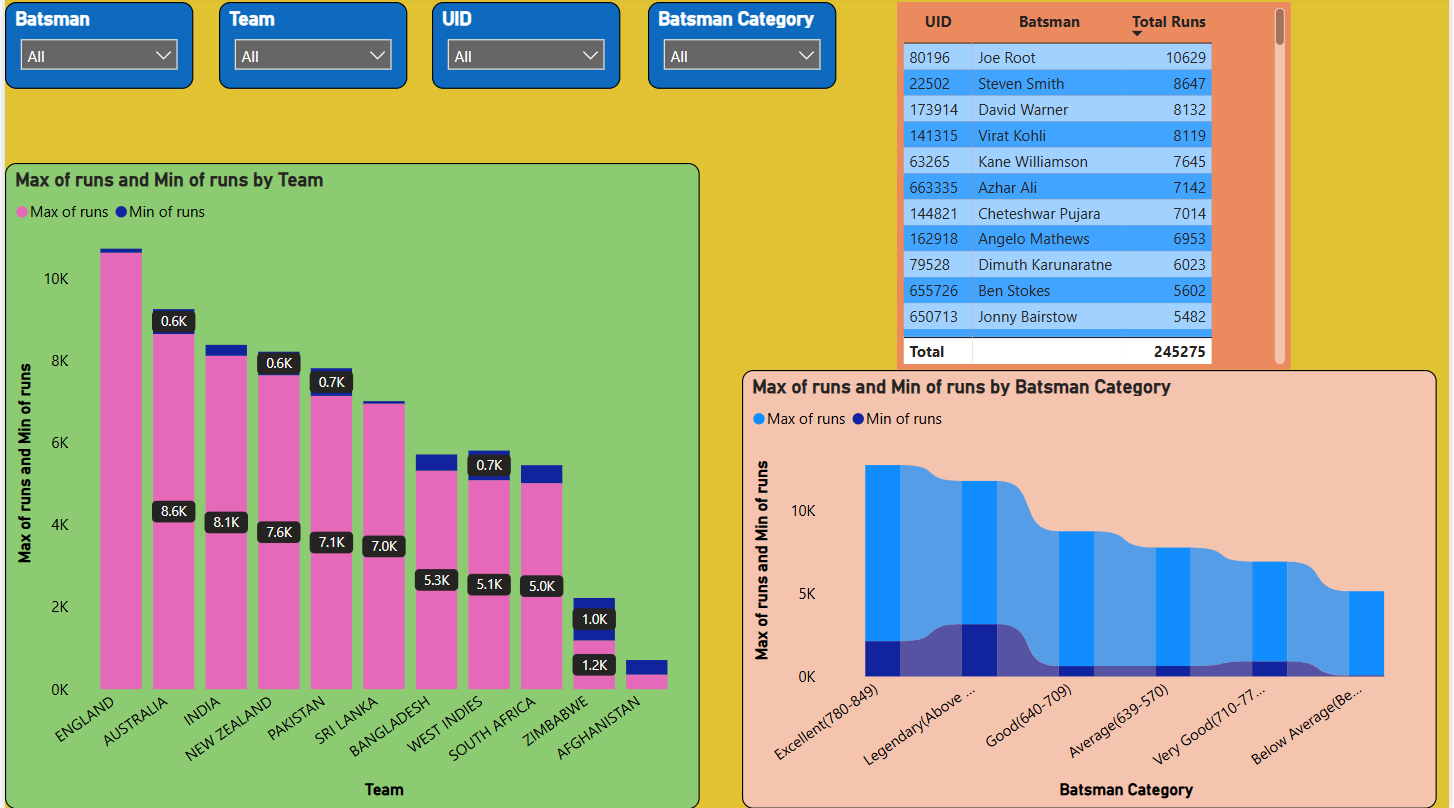 Batsman
All
Team
All
UID
All
Batsman Category
All
UID Batsman Total Runs
80196 Joe Root 10629
22502 Steven Smith 8647
173914 David Warner 8132
141315 Virat Kohli 8119
63265 Kane Williamson 7645
663335 Azhar Ali 7142
144821 Cheteshwar Pujara 7014
162918 Angelo Mathews 6953
79528 Dimuth Karunaratne 6023
655726 Ben Stokes 5602
650713 Jonny Bairstow 5482
Total 245275
Max of runs and Min of runs by Team
Max of runs Min of runs
Max of runs and Min of runs
10K
8K
6K
4K
2K
0K
0.6K
0.6K
0.7K
0.7K
1.0K
8.6K
8.1K
7.6K
7.1K
7.0K
5.3K
5.1K
5.0K
1.2K
ENGLAND
AUSTRALIA
INDIA
NEW ZEALAND
PAKISTAN
SRI LANKA
BANGLADESH
WEST INDIES
SOUTH AFRICA
ZIMBABWE
AFGHANISTAN
Team
Max of runs and Min of runs by Batsman Category
Max of runs Min of runs
Max of runs and Min of runs
10K
5K
0K
Excellent(780-849)
Legendary(Above ...
Good(640-709)
Average(639-570)
Very Good(710-77...
Below Average(Be...
Batsman Category